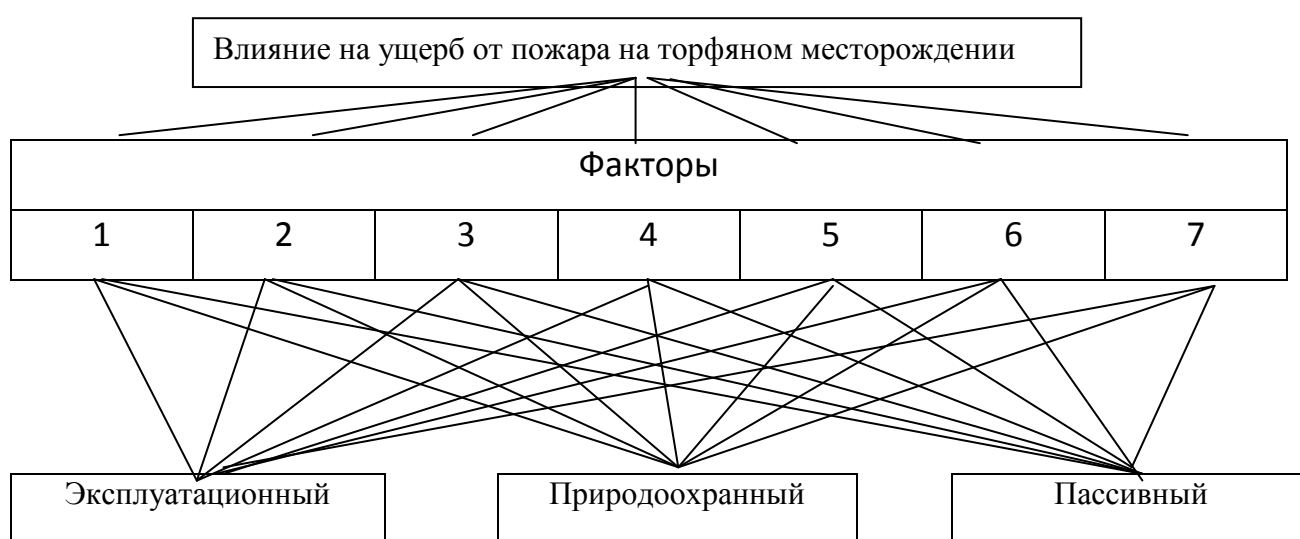 Влияние на ущерб от пожара на торфяном месторождении
Факторы
1 2 3 4 5 6 7
Эксплуатационный Природоохранный Пассивный